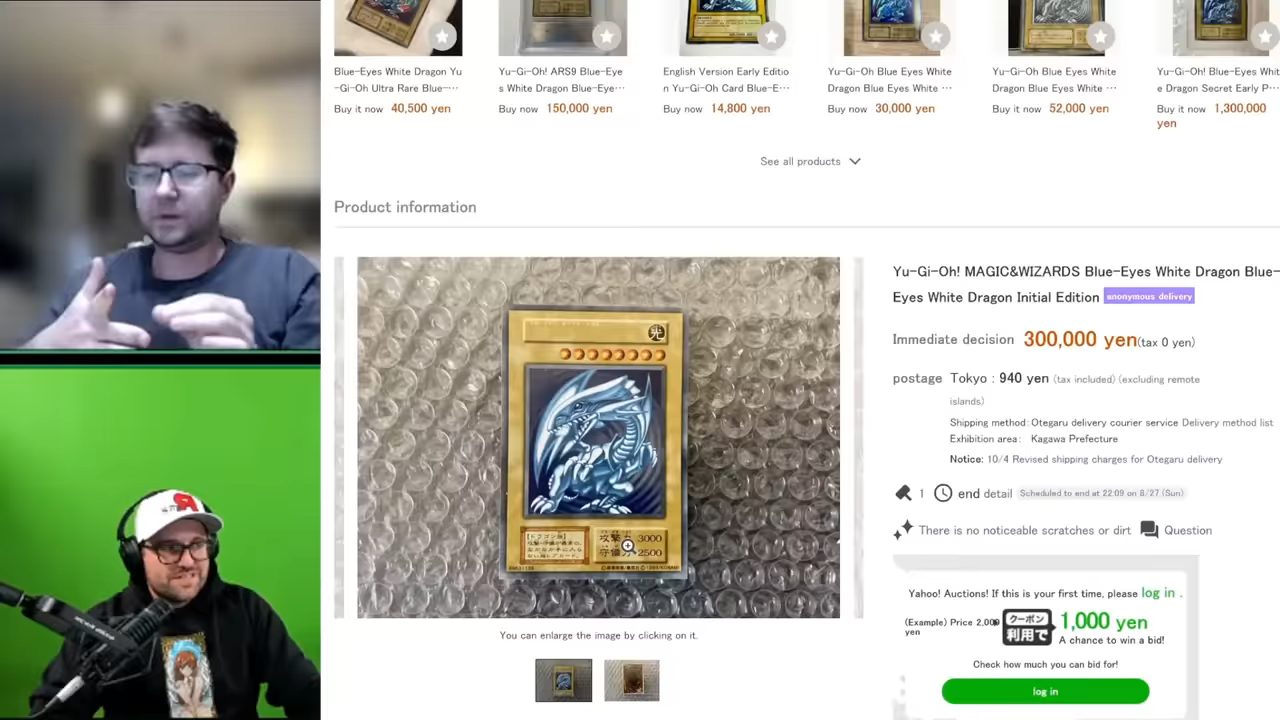 Blue-Eyes White Dragon Yu
-Gi-Oh Ultra Rare Blue-…
Buy it now 40,500 yen
Yu-Gi-Oh! ARS9 Blue-Eye
s White Dragon Blue-Eye…
Buy now 150,000 yen
English Version Early Editio
n Yu-Gi-Oh Card Blue-E…
Buy now 14,800 yen
Yu-Gi-Oh Blue Eyes White
Dragon Blue Eyes White …
Buy now 30,000 yen
Yu-Gi-Oh Blue Eyes White
Dragon Blue Eyes White …
Buy it now 52,000 yen
Yu-Gi-Oh! Blue-Eyes Whit
e Dragon Secret Early P…
Buy it now 1,300,000
yen
See all products
Product information
光
攻撃力 3000
守備力 2500
You can enlarge the image by clicking on it.
Yu-Gi-Oh! MAGIC&WIZARDS Blue-Eyes White Dragon Blue-
Eyes White Dragon Initial Edition anonymous delivery
Immediate decision 300,000 yen(tax 0 yen)
postage Tokyo : 940 yen (tax included) (excluding remote
islands)
Shipping method: Otegaru delivery courier service Delivery method list
Exhibition area: Kagawa Prefecture
Notice: 10/4 Revised shipping charges for Otegaru delivery
1 end detail Scheduled to end at 22:09 on 8/27 (Sun)
There is no noticeable scratches or dirt Question
Yahoo! Auctions! If this is your first time, please log in .
(Example) Price 2,000
yen
クーポン
利用で
1,000 yen
A chance to win a bid!
Check how much you can bid for!
log in